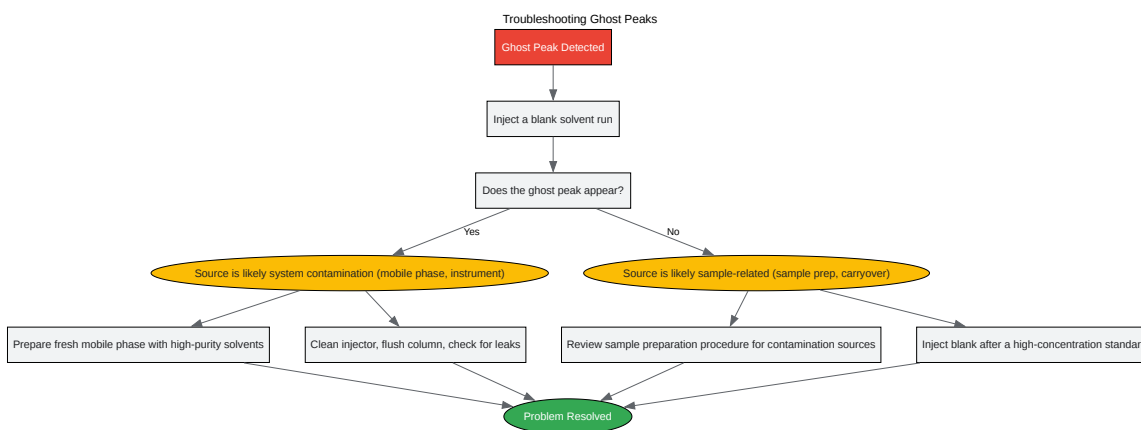 Troubleshooting Ghost Peaks
Ghost Peak Detected
Inject a blank solvent run
Does the ghost peak appear?
Yes
No
Source is likely system contamination (mobile phase, instrument)
Source is likely sample-related (sample prep, carryover)
Prepare fresh mobile phase with high-purity solvents
Clean injector, flush column, check for leaks
Review sample preparation procedure for contamination sources
Inject blank after a high-concentration standard
Problem Resolved